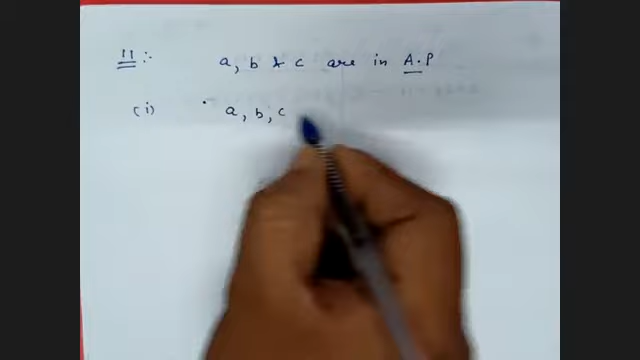 11:. a, b & c are in A.P
(i) a, b, c